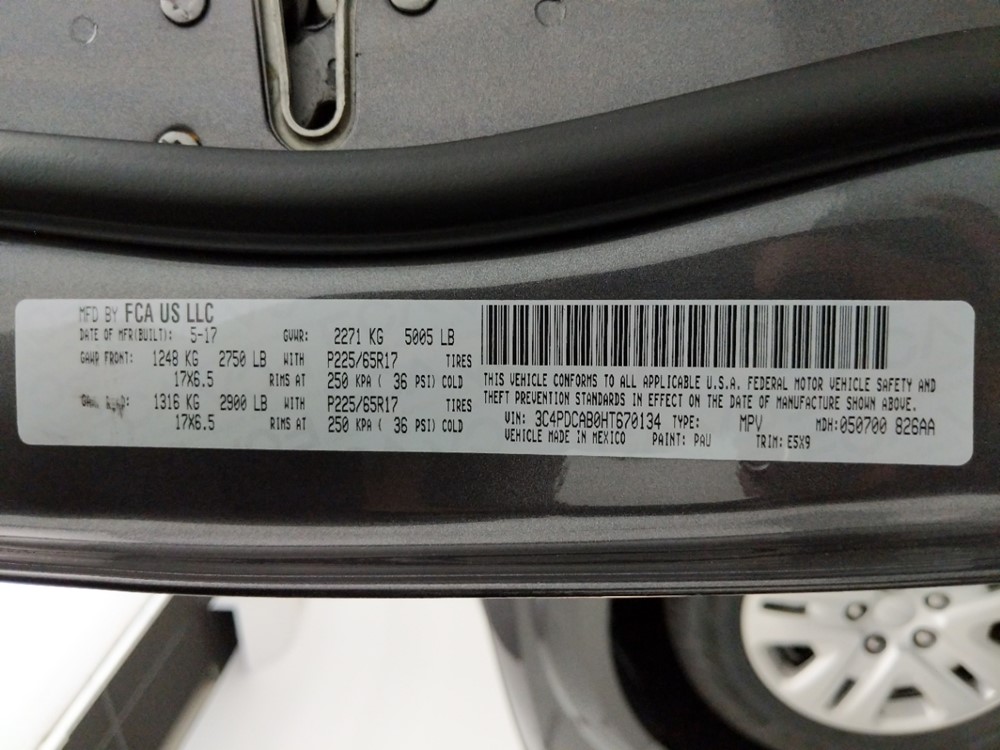 MFD BY FCA US LLC
DATE OF MFR(BUILT): 5-17 GVWR: 2271 KG 5005 LB
GAWR FRONT: 1248 KG 2750 LB WITH P225/65R17 TIRES
17X6.5 RIMS AT 250 KPA ( 36 PSI) COLD
1316 KG 2900 LB WITH P225/65R17 TIRES
17X6.5 RIMS AT 250 KPA ( 36 PSI) COLD
THIS VEHICLE CONFORMS TO ALL APPLICABLE U.S.A. FEDERAL MOTOR VEHICLE SAFETY AND
THEFT PREVENTION STANDARDS IN EFFECT ON THE DATE OF MANUFACTURE SHOWN ABOVE.
VIN: 3C4PDCAB0HT670134 TYPE: MPV MDH:050700 826AA
VEHICLE MADE IN MEXICO PAINT: PAU TRIM: E5X9